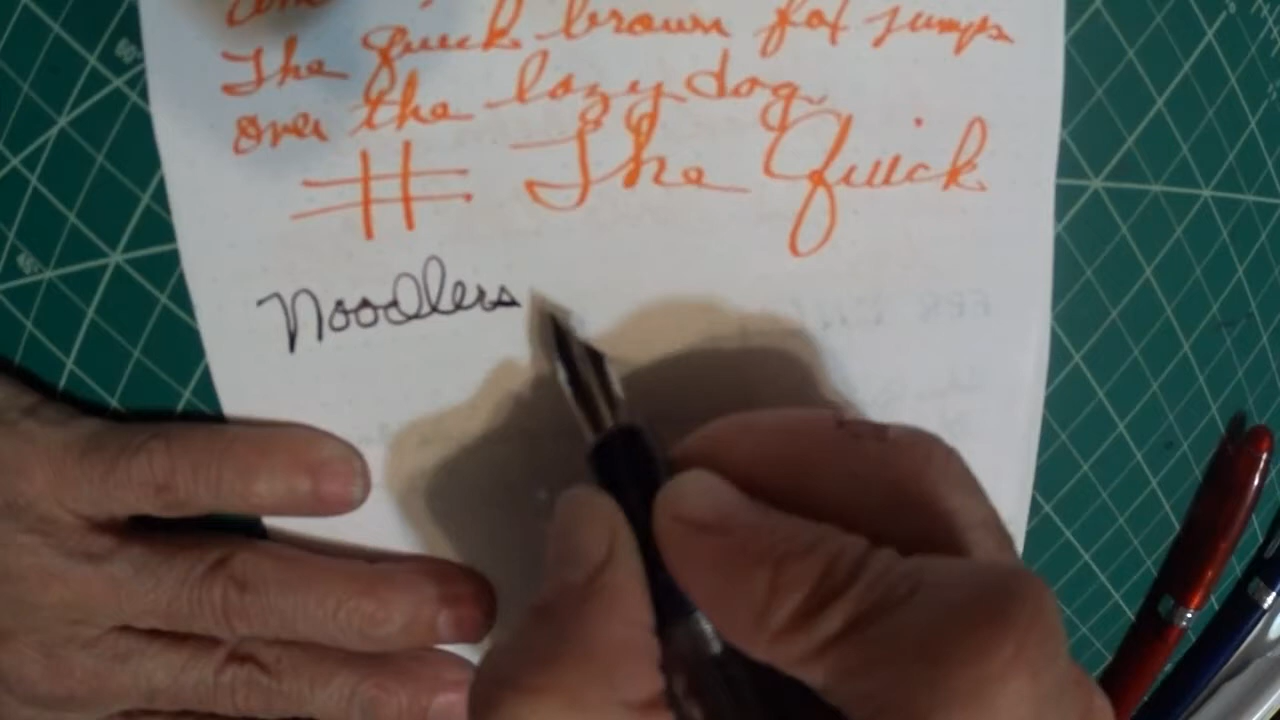 The quick brown fox jumps
over the lazy dog.
# The Quick
Noodlers